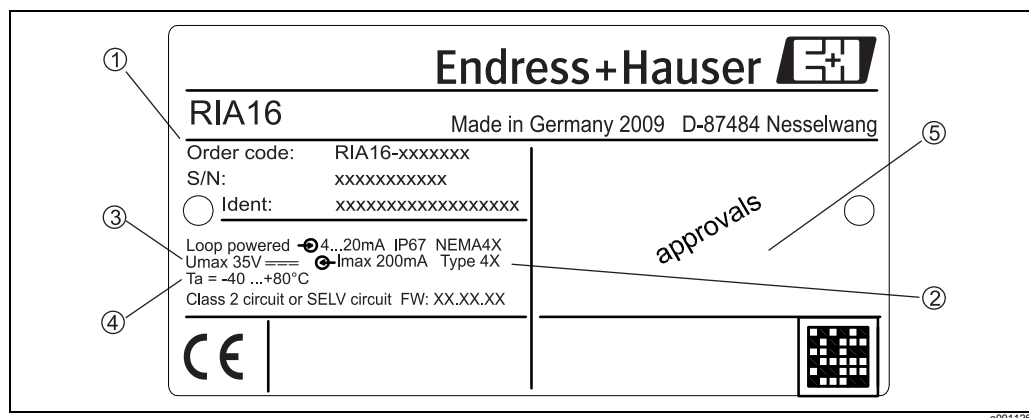 Endress+Hauser
RIA16
Made in Germany 2009 D-87484 Nesselwang
Order code: RIA16-xxxxxxx
S/N: xxxxxxxxxxx
Ident: xxxxxxxxxxxxxxxxxx
Loop powered 4...20mA IP67 NEMA4X
Umax 35V Imax 200mA Type 4X
Ta = -40 ...+80°C
Class 2 circuit or SELV circuit FW: XX.XX.XX
approvals
CE
1
2
3
4
5